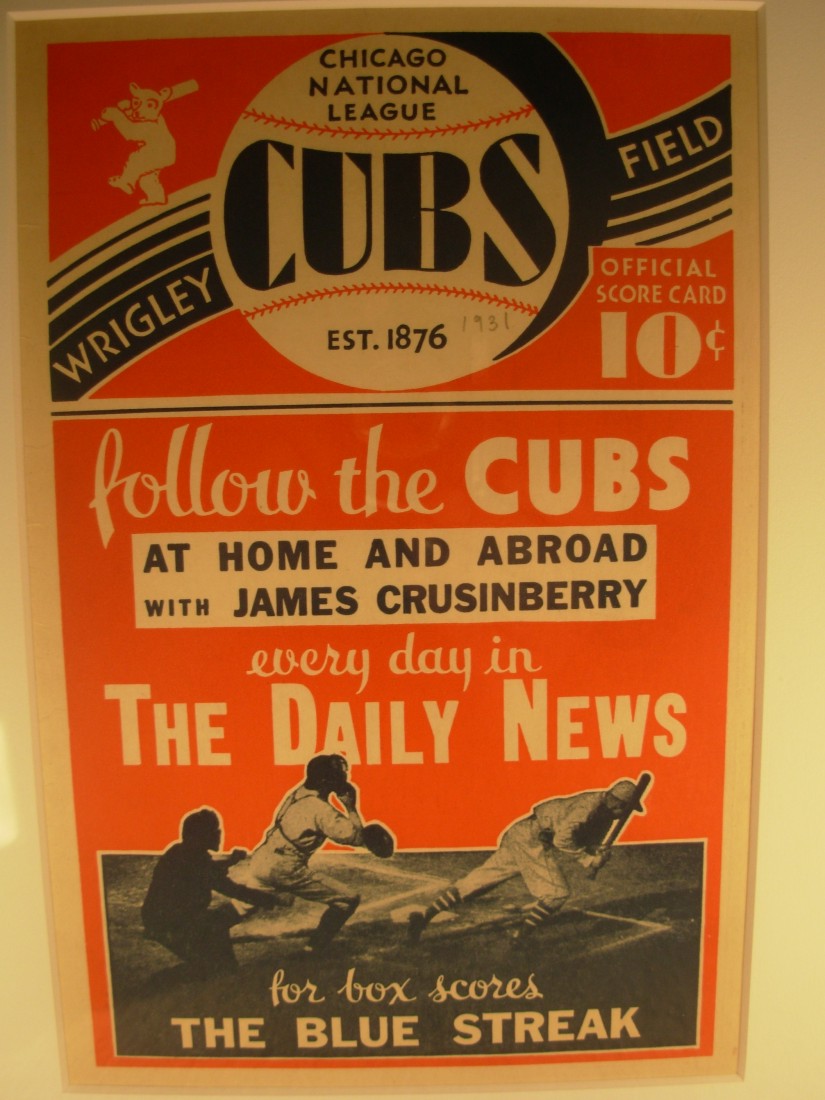 CHICAGO
NATIONAL
LEAGUE
CUBS
WRIGLEY
FIELD
EST. 1876
1931
OFFICIAL
SCORE CARD
10¢
follow the CUBS
AT HOME AND ABROAD
WITH JAMES CRUSINBERRY
every day in
THE DAILY NEWS
for box scores
THE BLUE STREAK